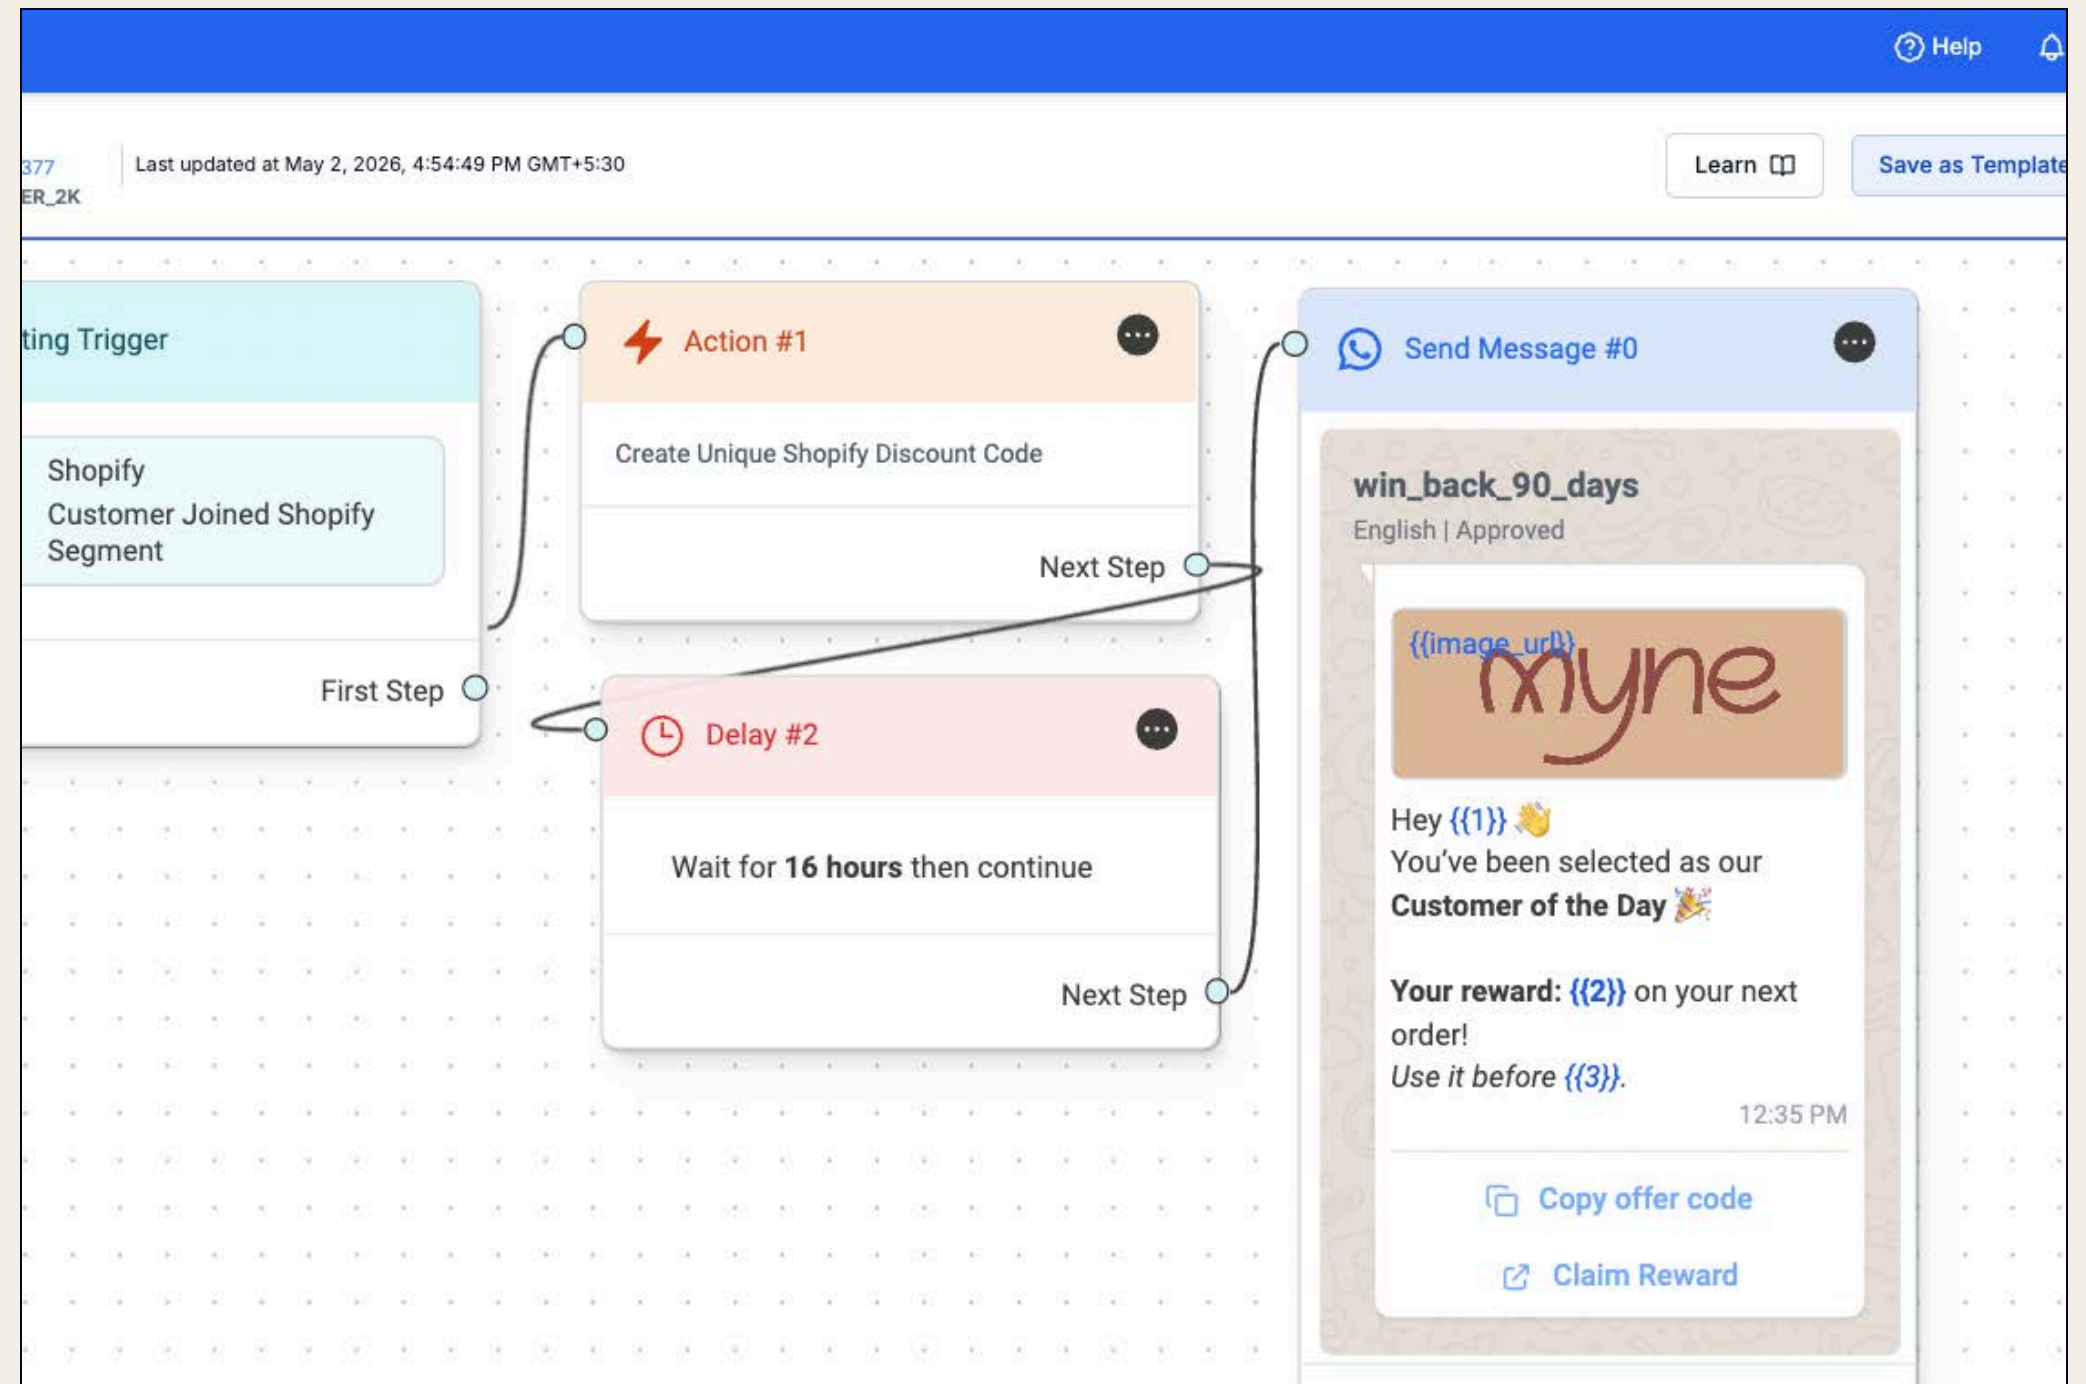 Help
377
ER_2K
Last updated at May 2, 2026, 4:54:49 PM GMT+5:30
Learn
Save as Template
ting Trigger
Shopify
Customer Joined Shopify
Segment
First Step
Action #1
Create Unique Shopify Discount Code
Next Step
Delay #2
Wait for 16 hours then continue
Next Step
Send Message #0
win_back_90_days
English | Approved
{{image_url}}
myne
Hey {{1}} 👋
You've been selected as our
Customer of the Day 🎉
Your reward: {{2}} on your next
order!
Use it before {{3}}.
12:35 PM
Copy offer code
Claim Reward